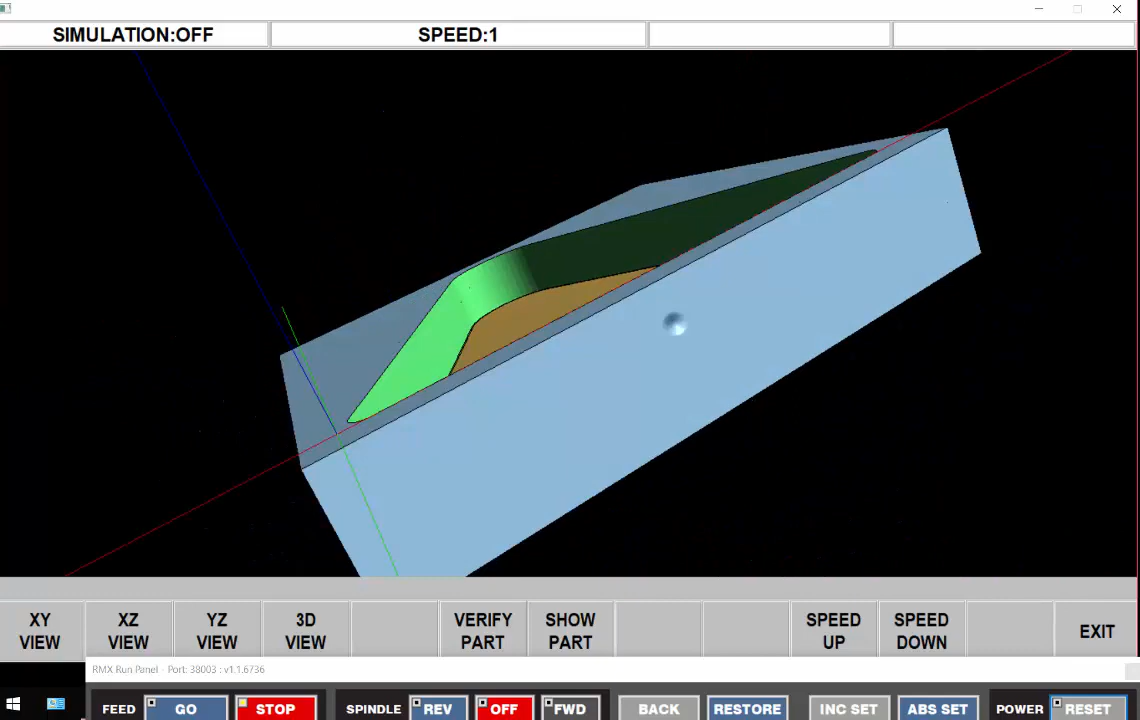 SIMULATION:OFF SPEED:1
XY VIEW XZ VIEW YZ VIEW 3D VIEW VERIFY PART SHOW PART SPEED UP SPEED DOWN EXIT
RMX Run Panel - Port: 38003 : v1.1.6736
FEED GO STOP SPINDLE REV OFF FWD BACK RESTORE INC SET ABS SET POWER RESET